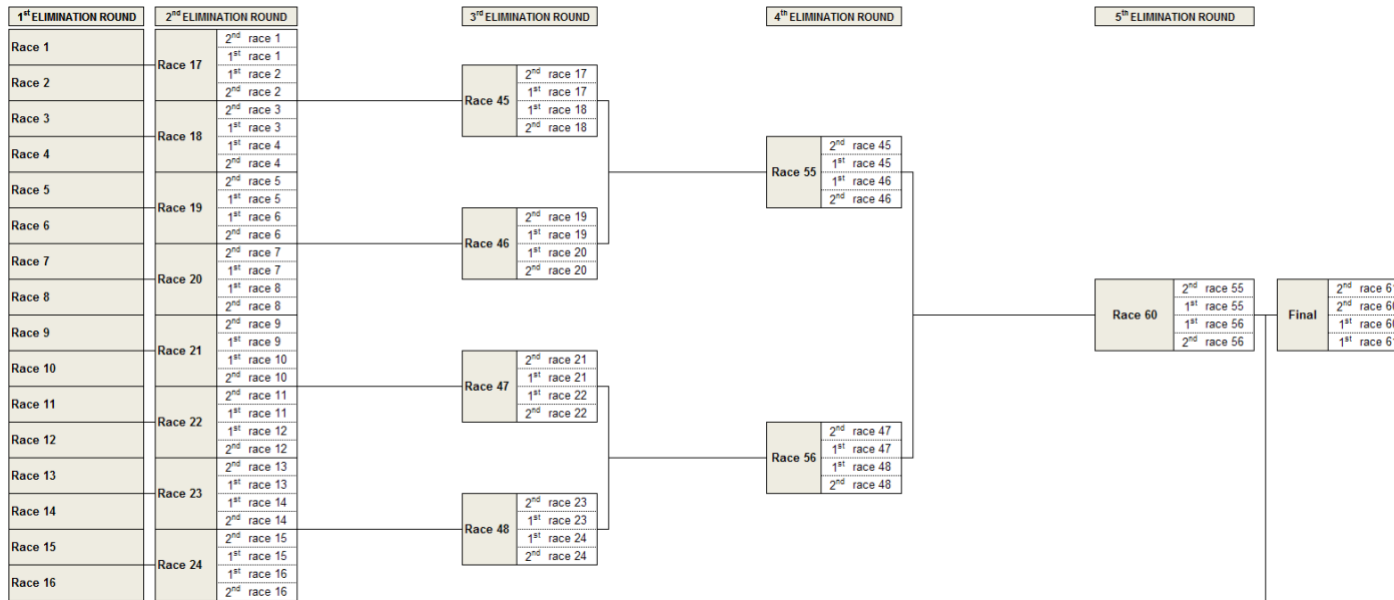 1st ELIMINATION ROUND
2nd ELIMINATION ROUND
3rd ELIMINATION ROUND
4th ELIMINATION ROUND
5th ELIMINATION ROUND
Race 1
Race 2
Race 3
Race 4
Race 5
Race 6
Race 7
Race 8
Race 9
Race 10
Race 11
Race 12
Race 13
Race 14
Race 15
Race 16
Race 17
2nd race 1
1st race 1
1st race 2
2nd race 2
Race 18
2nd race 3
1st race 3
1st race 4
2nd race 4
Race 19
2nd race 5
1st race 5
1st race 6
2nd race 6
Race 20
2nd race 7
1st race 7
1st race 8
2nd race 8
Race 21
2nd race 9
1st race 9
1st race 10
2nd race 10
Race 22
2nd race 11
1st race 11
1st race 12
2nd race 12
Race 23
2nd race 13
1st race 13
1st race 14
2nd race 14
Race 24
2nd race 15
1st race 15
1st race 16
2nd race 16
Race 45
2nd race 17
1st race 17
1st race 18
2nd race 18
Race 46
2nd race 19
1st race 19
1st race 20
2nd race 20
Race 47
2nd race 21
1st race 21
1st race 22
2nd race 22
Race 48
2nd race 23
1st race 23
1st race 24
2nd race 24
Race 55
2nd race 45
1st race 45
1st race 46
2nd race 46
Race 56
2nd race 47
1st race 47
1st race 48
2nd race 48
Race 60
2nd race 55
1st race 55
1st race 56
2nd race 56
Final
2nd race 61
2nd race 60
1st race 60
1st race 61